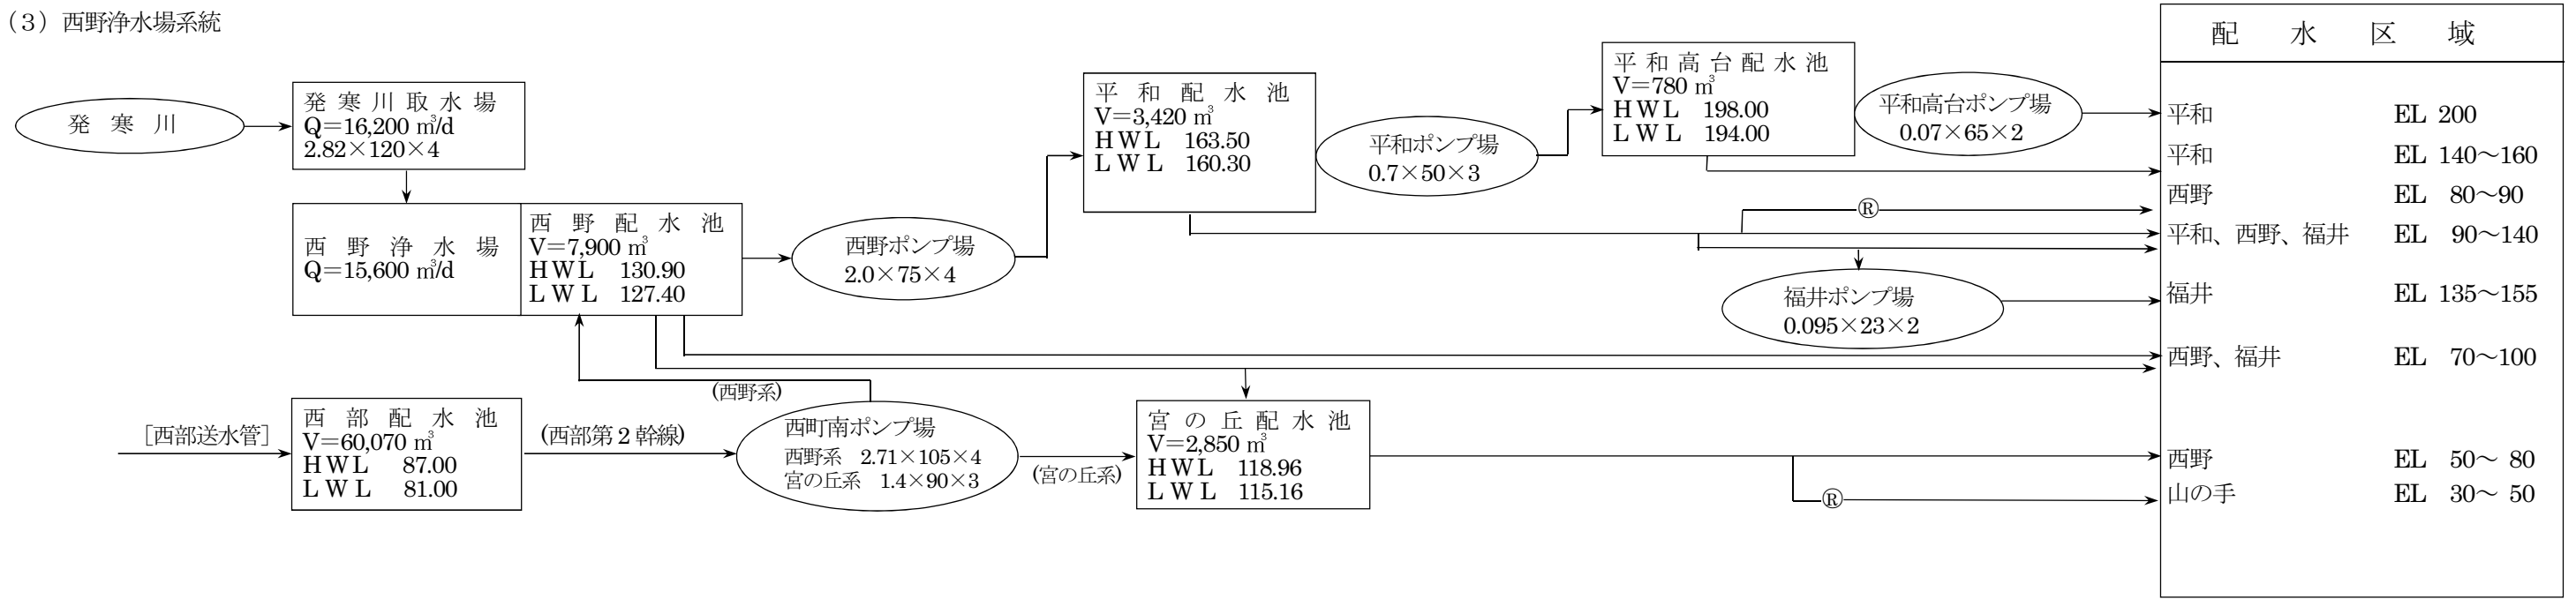 （3）西野浄水場系統
発寒川
発寒川取水場
Q＝16,200 ㎥/d
2.82×120×4
西野浄水場
Q＝15,600 ㎥/d
西野配水池
V＝7,900 ㎥
HWL 130.90
LWL 127.40
西野ポンプ場
2.0×75×4
平和配水池
V＝3,420 ㎥
HWL 163.50
LWL 160.30
平和ポンプ場
0.7×50×3
平和高台配水池
V＝780 ㎥
HWL 198.00
LWL 194.00
平和高台ポンプ場
0.07×65×2
Ⓡ
福井ポンプ場
0.095×23×2
(西野系)
［西部送水管］
西部配水池
V＝60,070 ㎥
HWL 87.00
LWL 81.00
(西部第2幹線)
西町南ポンプ場
西野系 2.71×105×4
宮の丘系 1.4×90×3
(宮の丘系)
宮の丘配水池
V＝2,850 ㎥
HWL 118.96
LWL 115.16
Ⓡ
配水区域
平和 EL 200
平和 EL 140～160
西野 EL 80～90
平和、西野、福井 EL 90～140
福井 EL 135～155
西野、福井 EL 70～100
西野 EL 50～ 80
山の手 EL 30～ 50